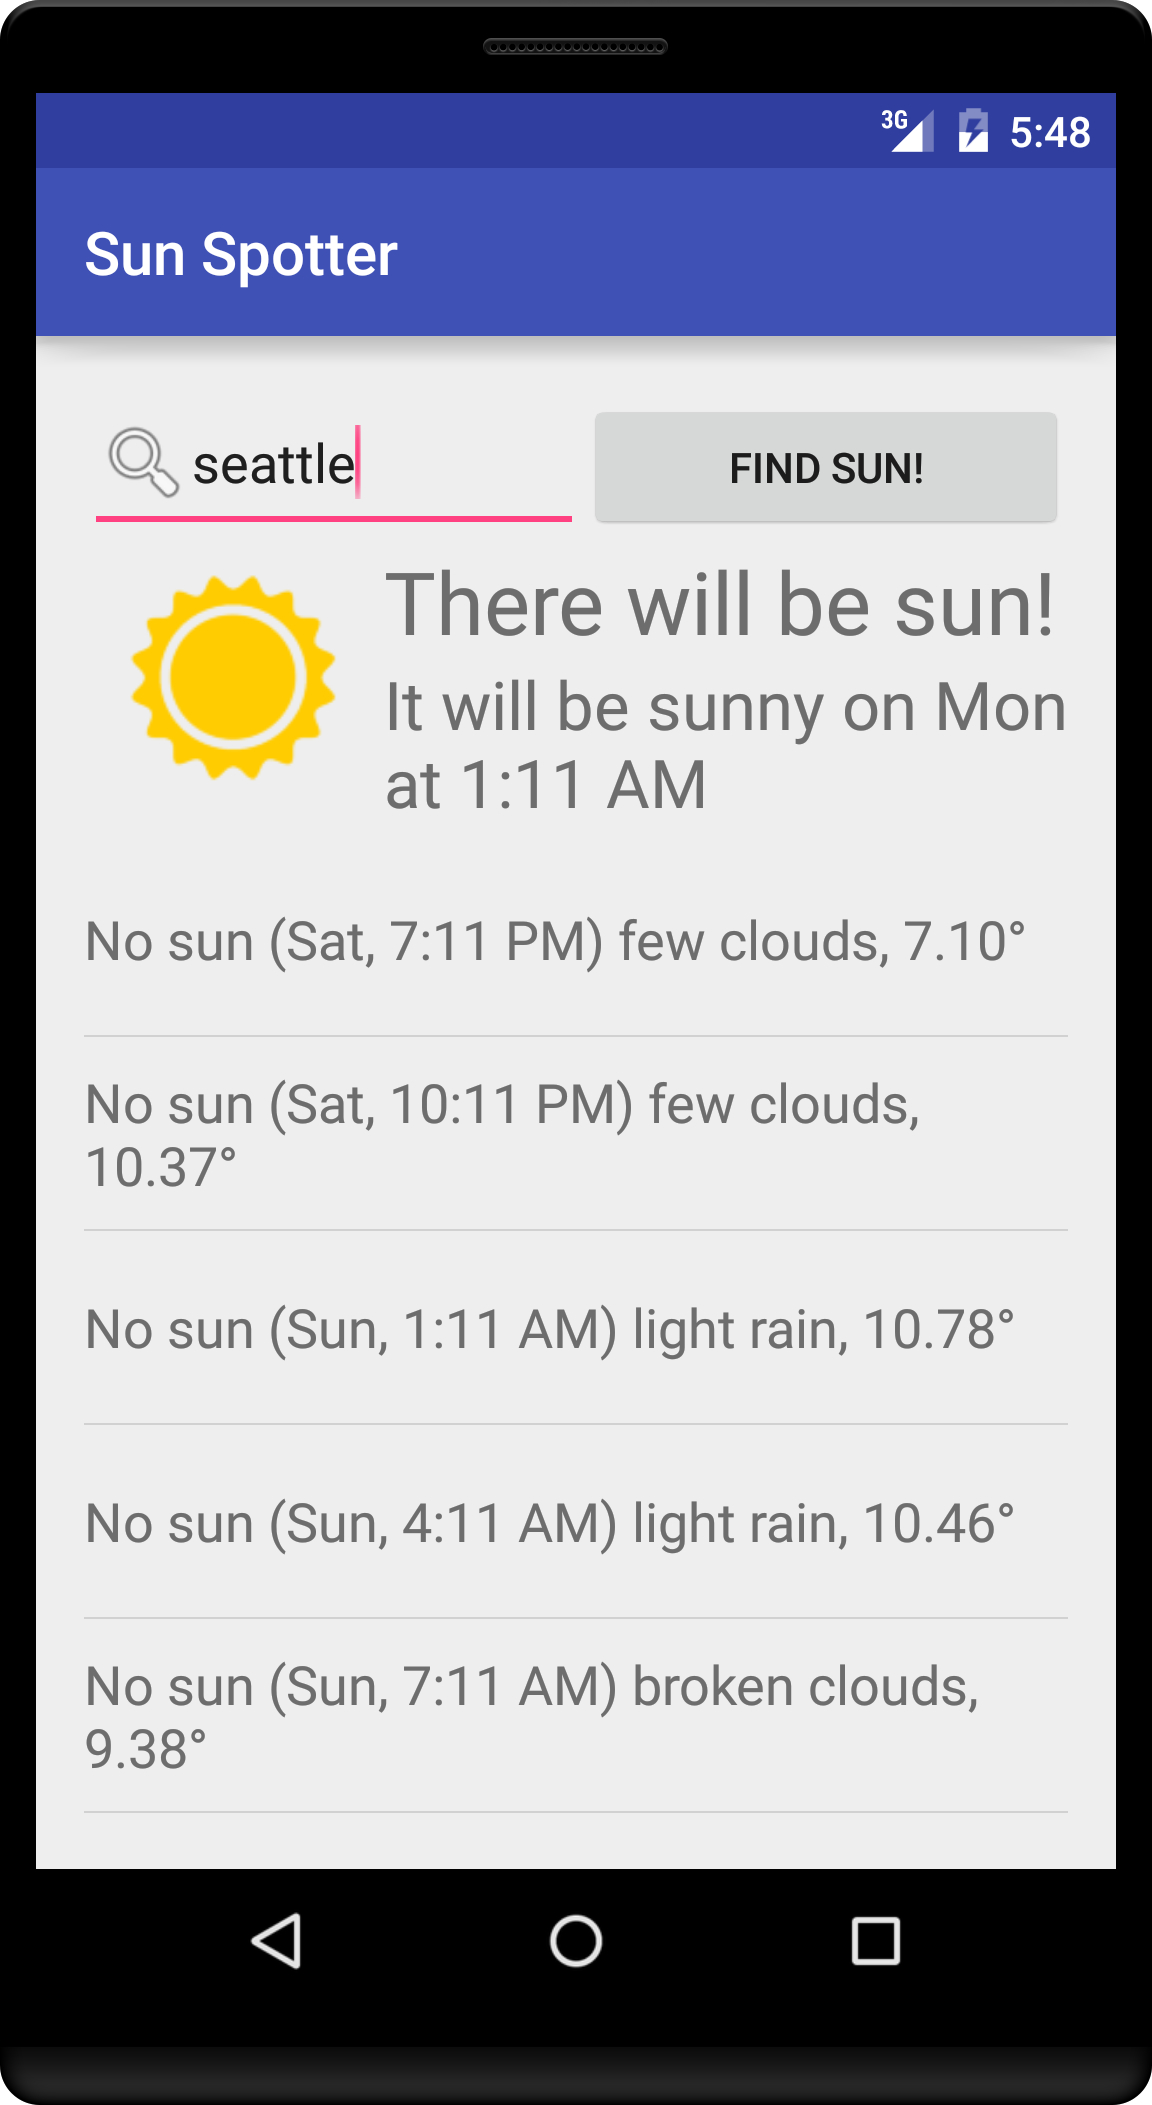 3G 5:48
Sun Spotter
seattle FIND SUN!
There will be sun!
It will be sunny on Mon
at 1:11 AM
No sun (Sat, 7:11 PM) few clouds, 7.10°
No sun (Sat, 10:11 PM) few clouds,
10.37°
No sun (Sun, 1:11 AM) light rain, 10.78°
No sun (Sun, 4:11 AM) light rain, 10.46°
No sun (Sun, 7:11 AM) broken clouds,
9.38°